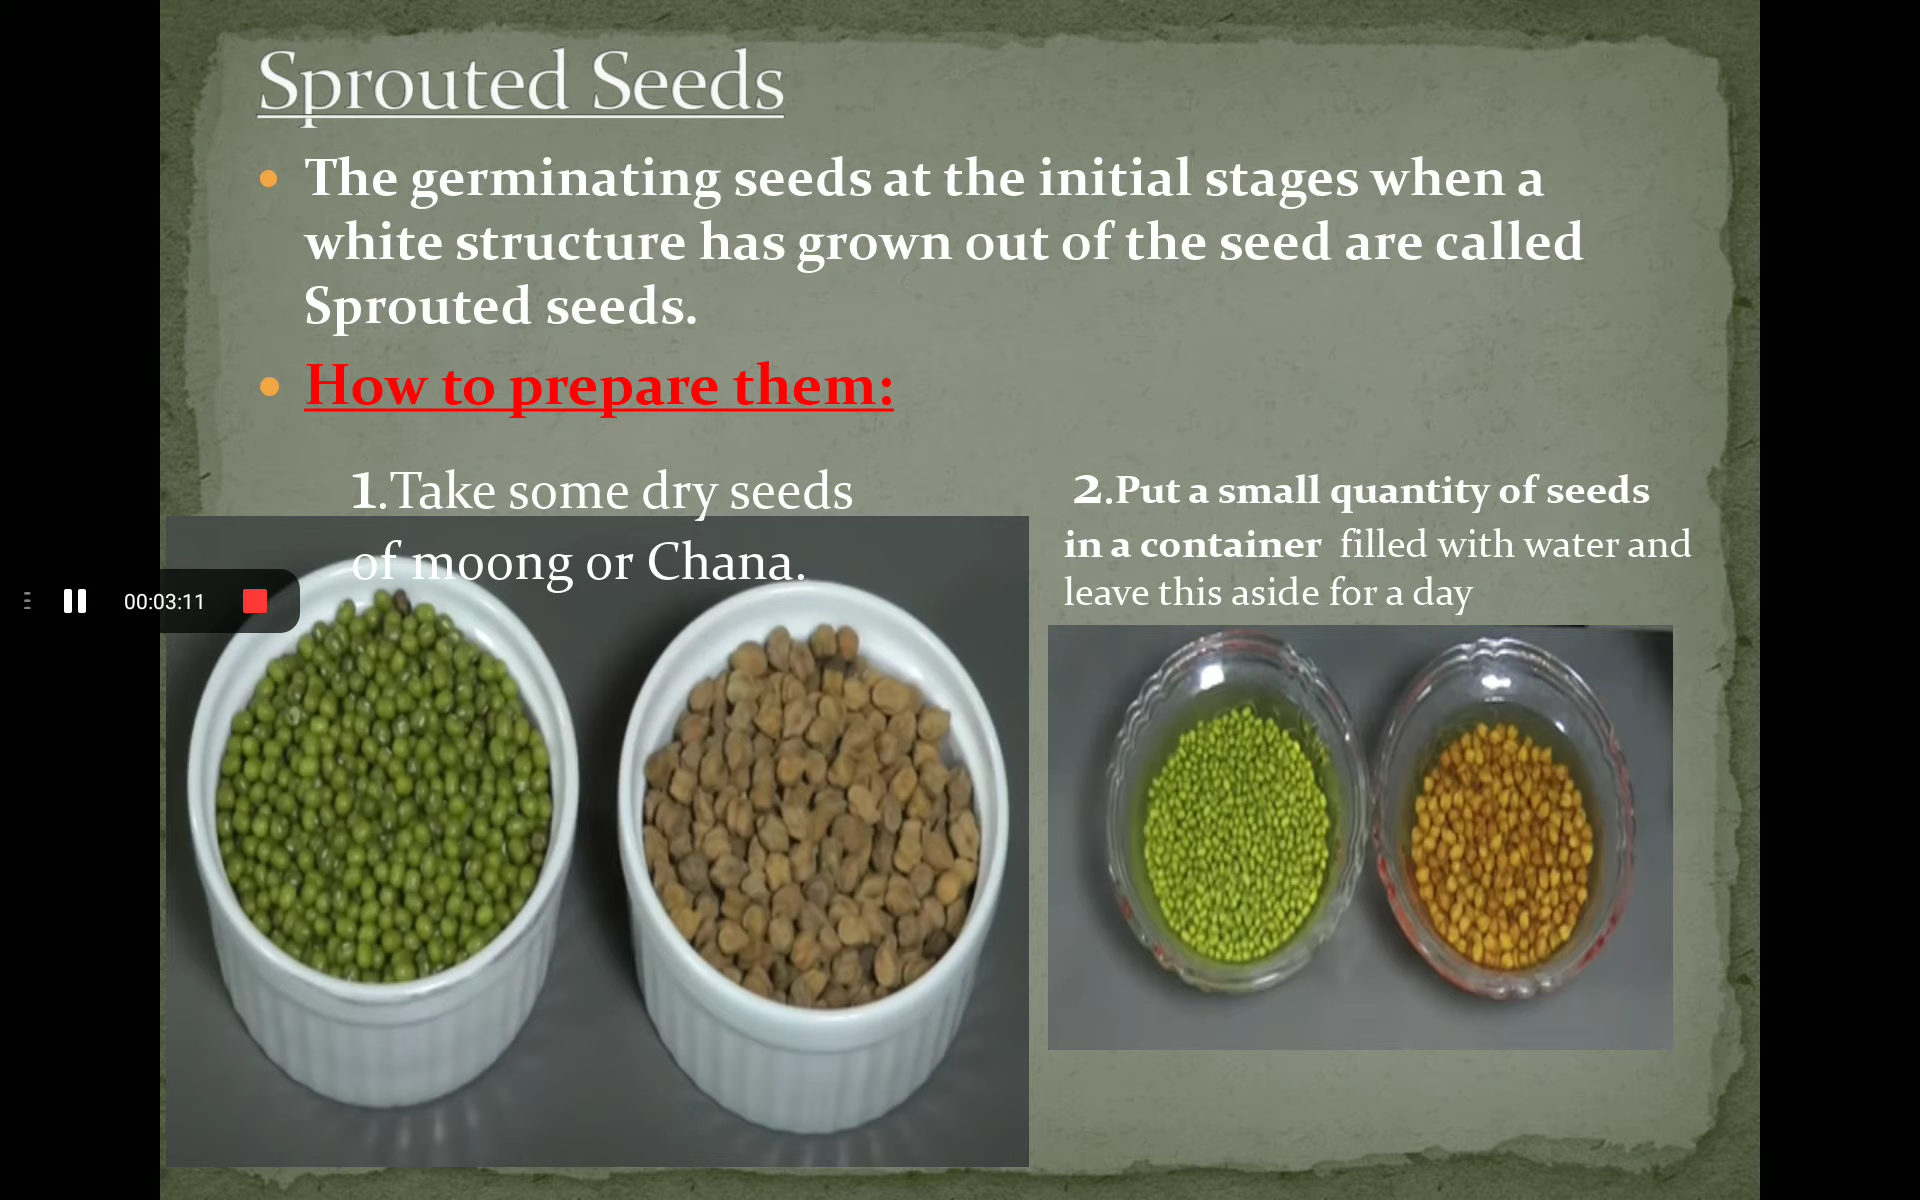 Sprouted Seeds
The germinating seeds at the initial stages when a
white structure has grown out of the seed are called
Sprouted seeds.
How to prepare them:
1.Take some dry seeds
of moong or Chana.
2.Put a small quantity of seeds
in a container filled with water and
leave this aside for a day
00:03:11